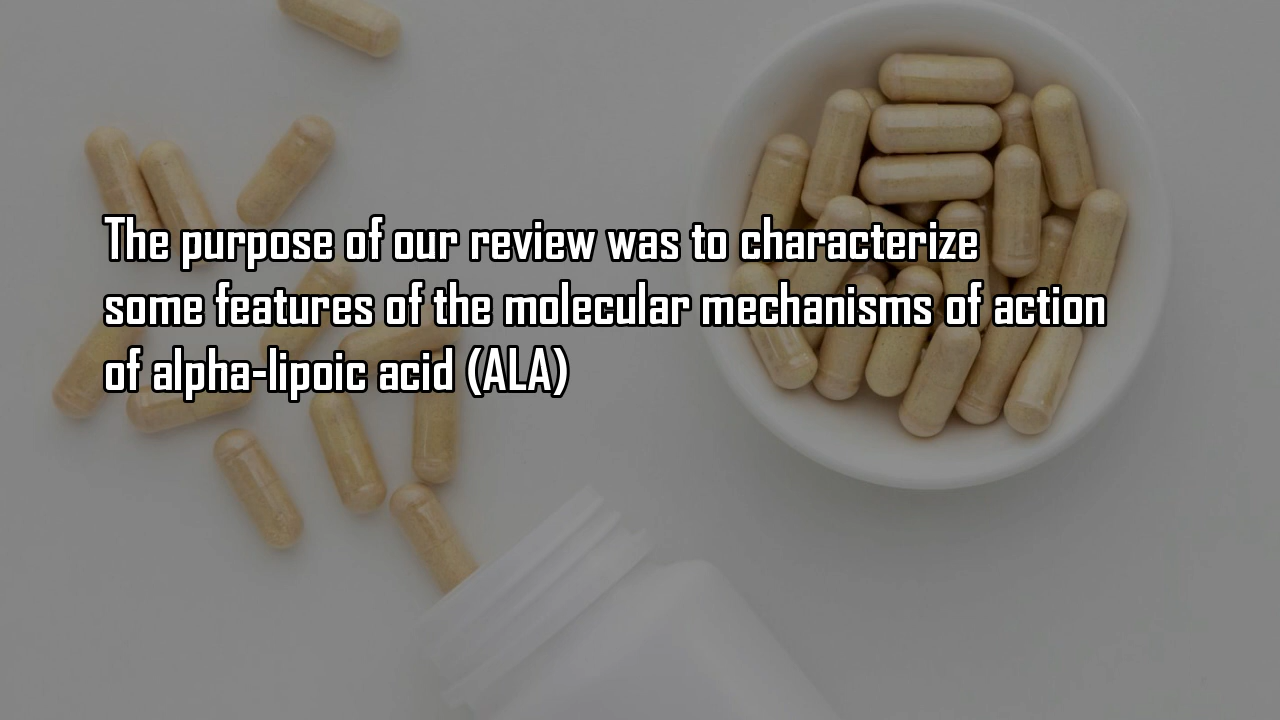 The purpose of our review was to characterize
some features of the molecular mechanisms of action
of alpha-lipoic acid (ALA)